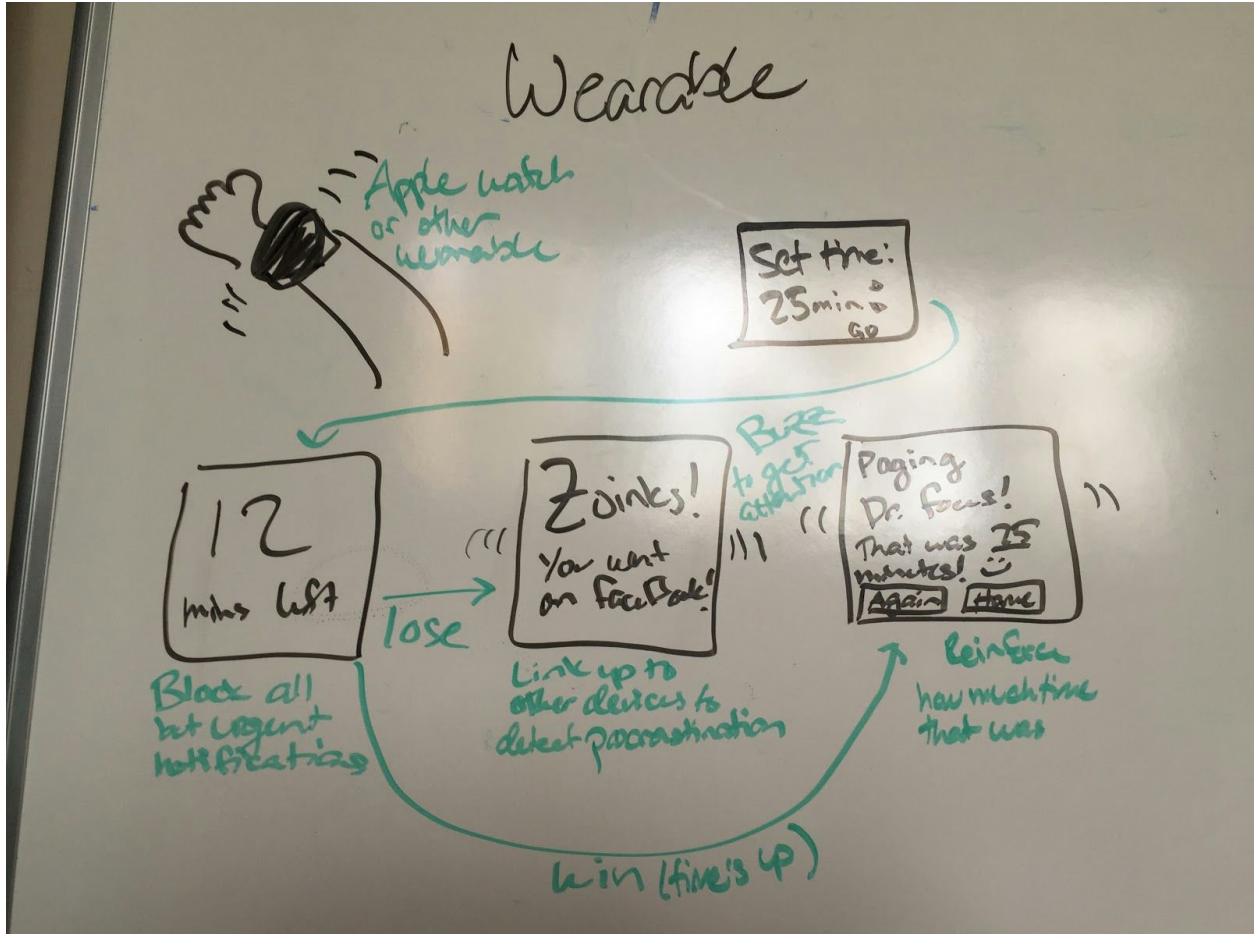 Wearable
Apple watch
or other
wearable
Set time:
25min
GO
12
mins left
Block all
but urgent
notifications
lose
Zoinks!
You went
on FaceBook!
Link up to
other devices to
detect procrastination
Buzz
to get
attention
Paging
Dr. Focus!
That was 25
minutes!
Again Home
Reinforce
how much time
that was
win (time's up)